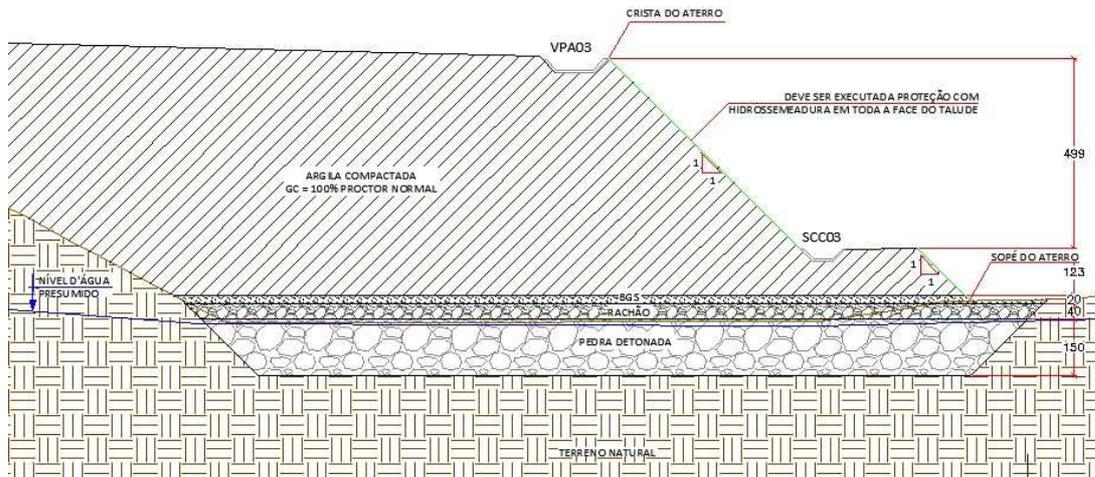 CRISTA DO ATERRO
VPA03
DEVE SER EXECUTADA PROTEÇÃO COM
HIDROSSEMEADURA EM TODA A FACE DO TALUDE
499
1
1
ARGILA COMPACTADA
GC = 100% PROCTOR NORMAL
SCC03
SOPÉ DO ATERRO
1
1
123
NÍVEL D'ÁGUA
PRESUMIDO
BGS
20
RACHÃO
40
PEDRA DETONADA
150
TERRENO NATURAL